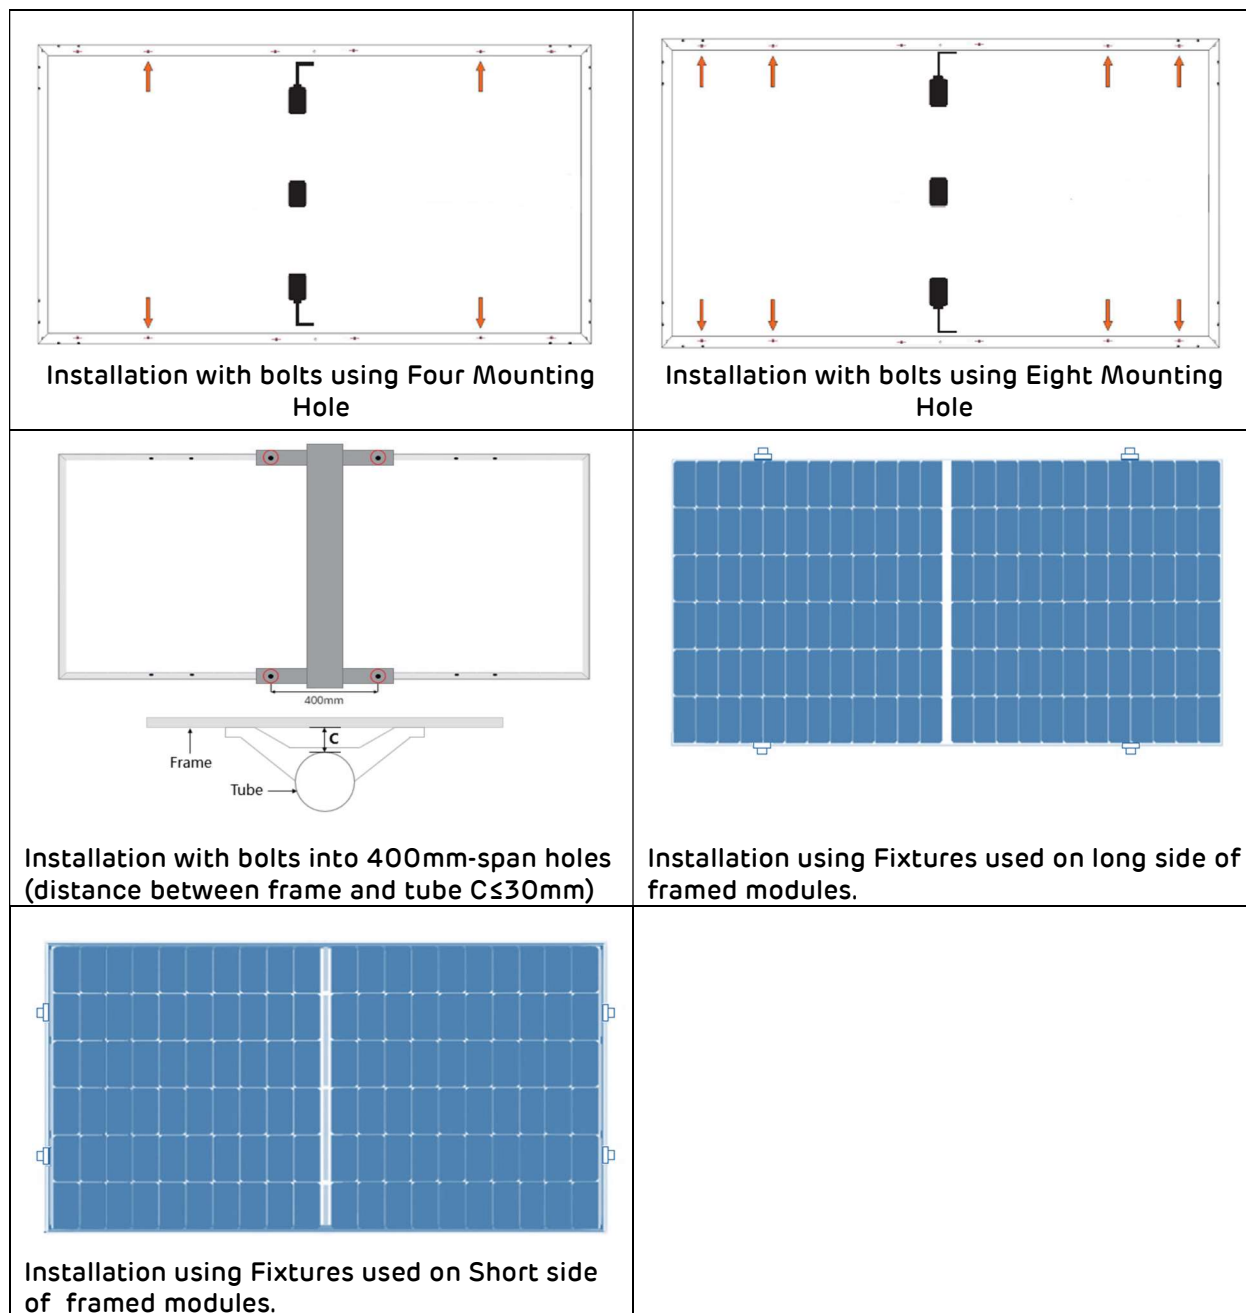 Installation with bolts using Four Mounting
Hole
Installation with bolts using Eight Mounting
Hole
400mm
C
Frame
Tube
Installation with bolts into 400mm-span holes
(distance between frame and tube C≤30mm)
Installation using Fixtures used on long side of
framed modules.
Installation using Fixtures used on Short side
of framed modules.